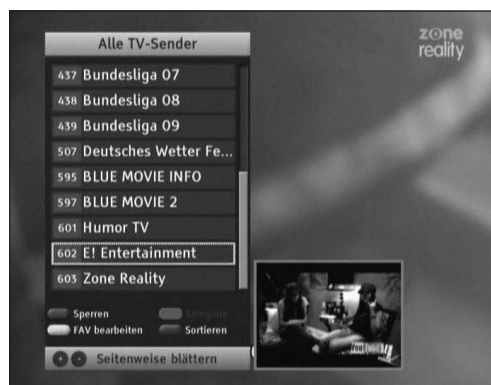 Alle TV-Sender
zone
reality
437 Bundesliga 07
438 Bundesliga 08
439 Bundesliga 09
507 Deutsches Wetter Fe...
595 BLUE MOVIE INFO
597 BLUE MOVIE 2
601 Humor TV
602 E! Entertainment
603 Zone Reality
Sperren
Kategorie
FAV bearbeiten
Sortieren
Seitenweise blättern